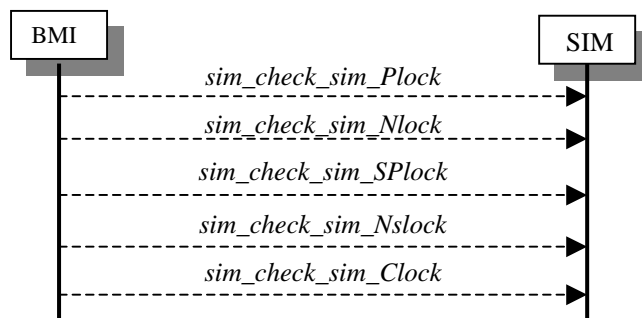 BMI
SIM
sim_check_sim_Plock
sim_check_sim_Nlock
sim_check_sim_SPlock
sim_check_sim_Nslock
sim_check_sim_Clock